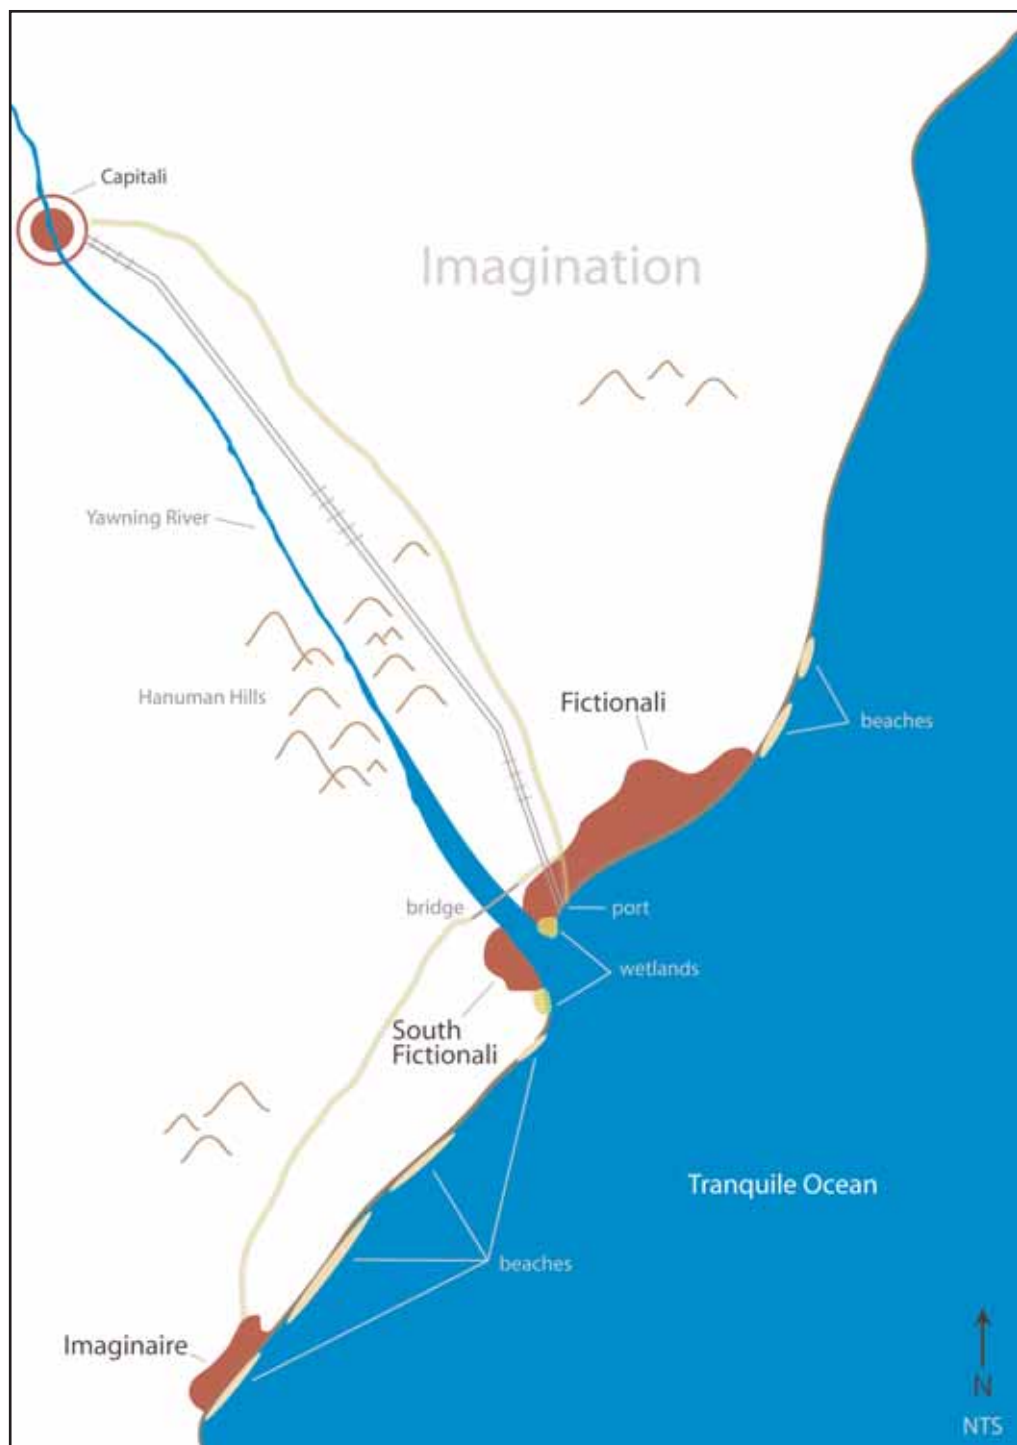 Capitali
Imagination
Yawning River
Hanuman Hills
Fictionali
beaches
bridge
port
wetlands
South
Fictionali
Tranquile Ocean
beaches
Imaginaire
N
NTS